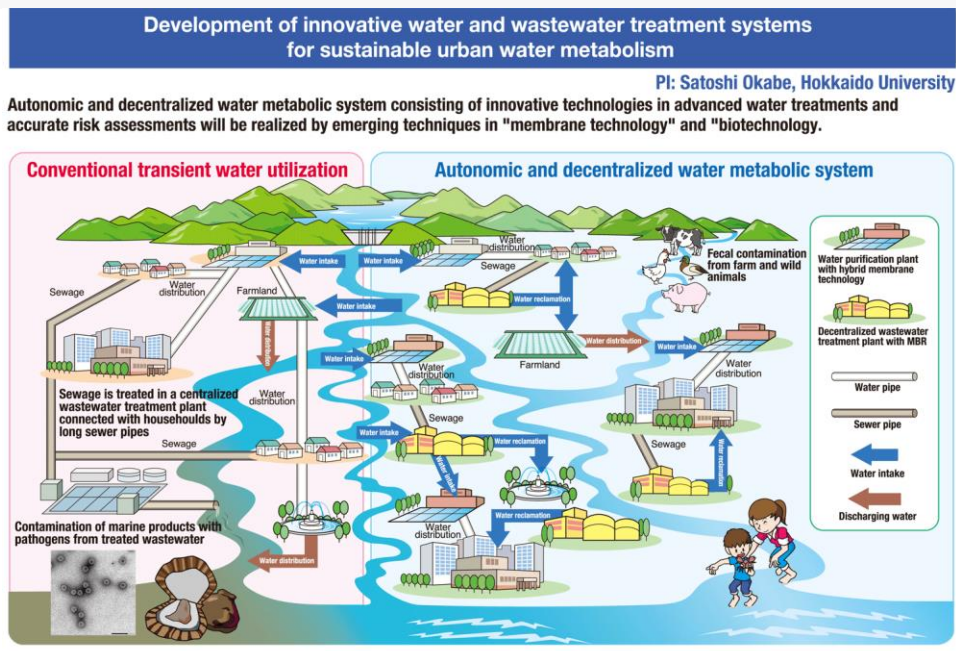 Development of innovative water and wastewater treatment systems
for sustainable urban water metabolism
PI: Satoshi Okabe, Hokkaido University
Autonomic and decentralized water metabolic system consisting of innovative technologies in advanced water treatments and
accurate risk assessments will be realized by emerging techniques in "membrane technology" and "biotechnology.
Conventional transient water utilization
Sewage
Water
distribution
Farmland
Water intake
Water intake
Water distribution
Sewage is treated in a centralized
wastewater treatment plant
connected with househoulds by
long sewer pipes
Water
distribution
Sewage
Contamination of marine products with
pathogens from treated wastewater
Water distribution
Autonomic and decentralized water metabolic system
Water intake
Water
distribution
Sewage
Water reclamation
Fecal contamination
from farm and wild
animals
Farmland
Water distribution
Water intake
Water
distribution
Water intake
Water
distribution
Sewage
Water intake
Water reclamation
Water intake
Sewage
Water reclamation
Water
distribution
Water reclamation
Water purification plant
with hybrid membrane
technology
Decentralized wastewater
treatment plant with MBR
Water pipe
Sewer pipe
Water intake
Discharging water